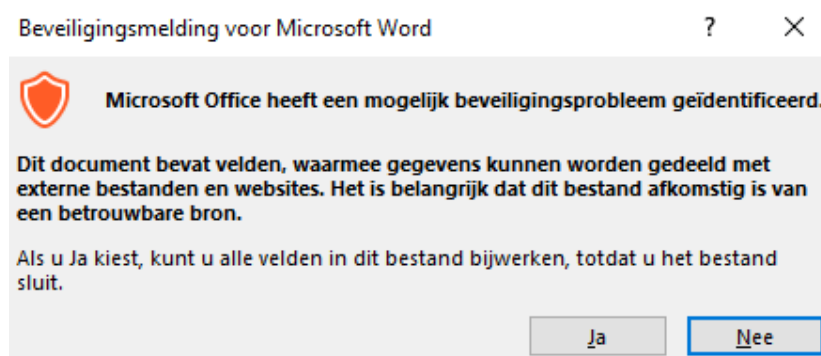 Beveiligingsmelding voor Microsoft Word
?
Microsoft Office heeft een mogelijk beveiligingsprobleem geïdentificeerd.
Dit document bevat velden, waarmee gegevens kunnen worden gedeeld met
externe bestanden en websites. Het is belangrijk dat dit bestand afkomstig is van
een betrouwbare bron.
Als u Ja kiest, kunt u alle velden in dit bestand bijwerken, totdat u het bestand
sluit.
Ja Nee